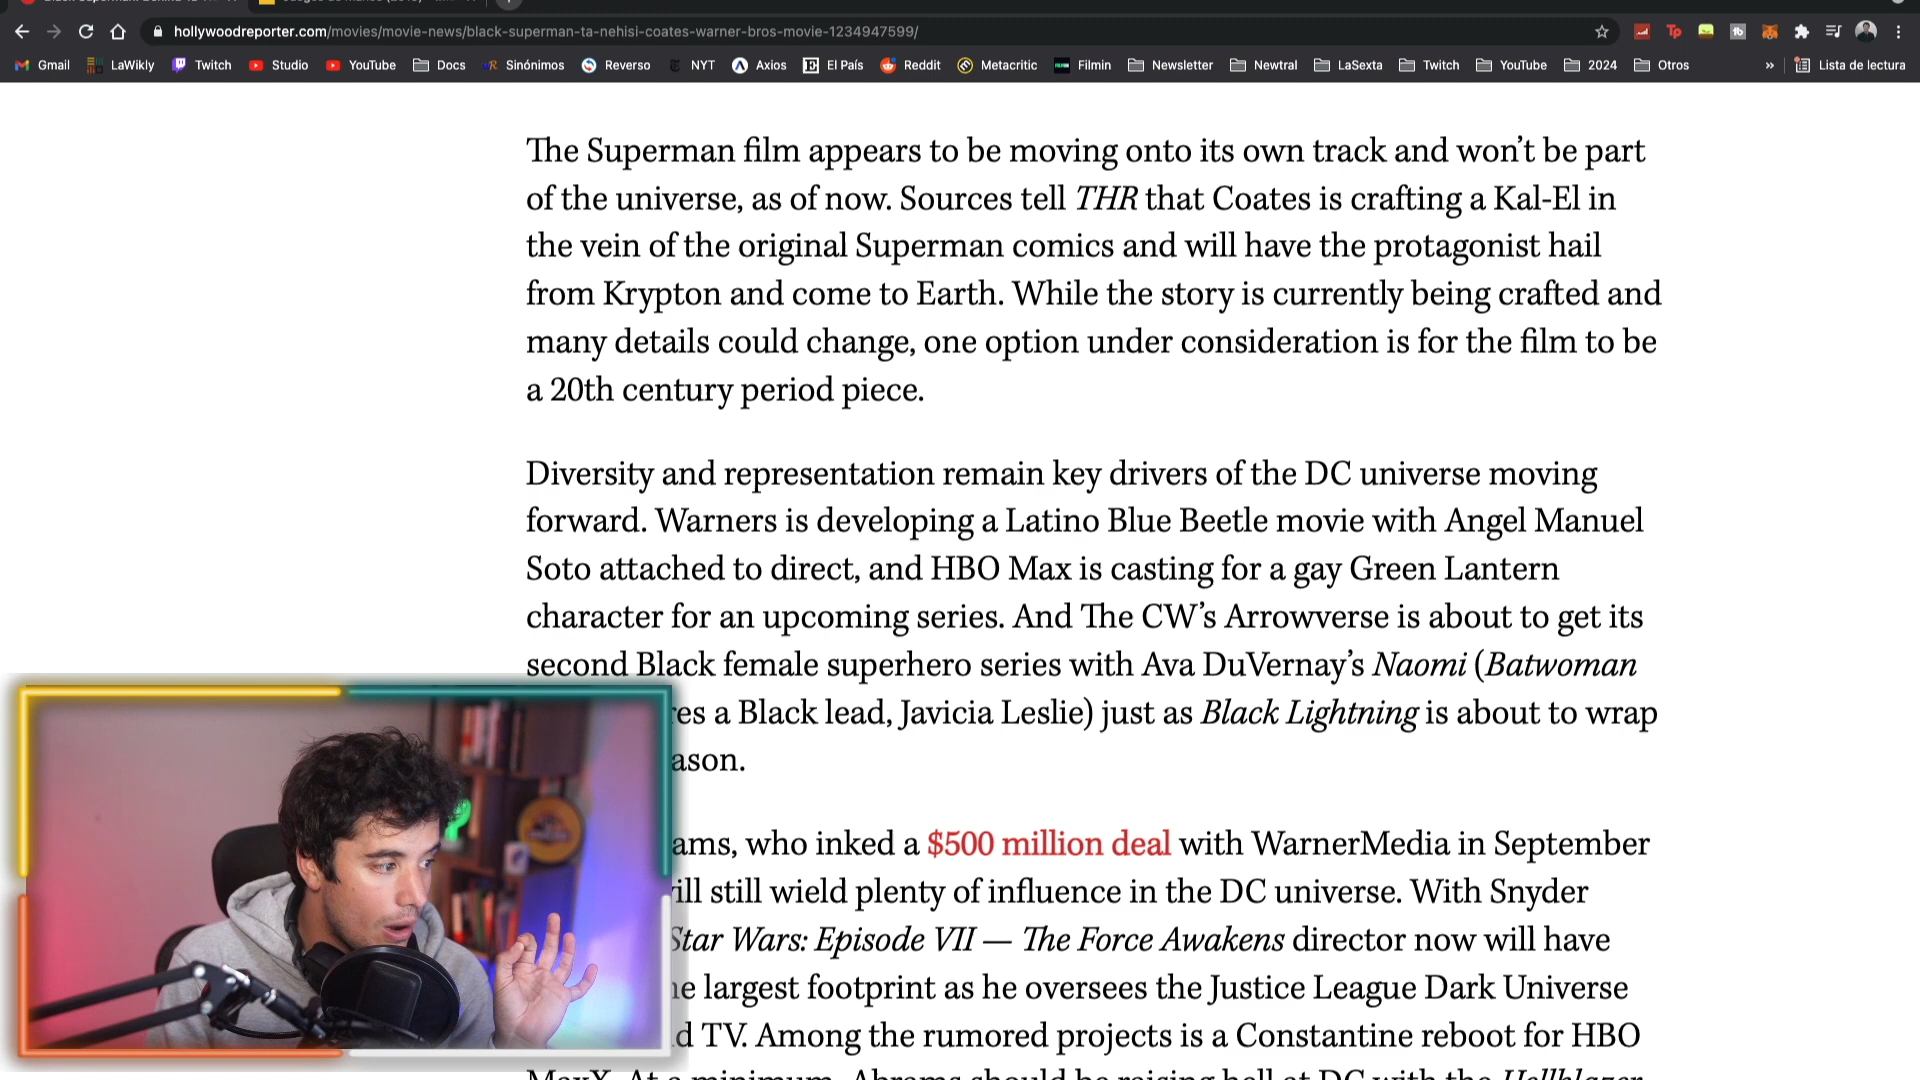 hollywoodreporter.com/movies/movie-news/black-superman-ta-nehisi-coates-warner-bros-movie-1234947599/
Gmail LaWikly Twitch Studio YouTube Docs Sinónimos Reverso NYT Axios El País Reddit Metacritic Filmin Newsletter Newtral LaSexta Twitch YouTube 2024 Otros » Lista de lectura
The Superman film appears to be moving onto its own track and won’t be part
of the universe, as of now. Sources tell THR that Coates is crafting a Kal-El in
the vein of the original Superman comics and will have the protagonist hail
from Krypton and come to Earth. While the story is currently being crafted and
many details could change, one option under consideration is for the film to be
a 20th century period piece.
Diversity and representation remain key drivers of the DC universe moving
forward. Warners is developing a Latino Blue Beetle movie with Angel Manuel
Soto attached to direct, and HBO Max is casting for a gay Green Lantern
character for an upcoming series. And The CW’s Arrowverse is about to get its
second Black female superhero series with Ava DuVernay’s Naomi (Batwoman
a Black lead, Javicia Leslie) just as Black Lightning is about to wrap
ason.
ams, who inked a $500 million deal with WarnerMedia in September
ill still wield plenty of influence in the DC universe. With Snyder
Star Wars: Episode VII — The Force Awakens director now will have
largest footprint as he oversees the Justice League Dark Universe
d TV. Among the rumored projects is a Constantine reboot for HBO